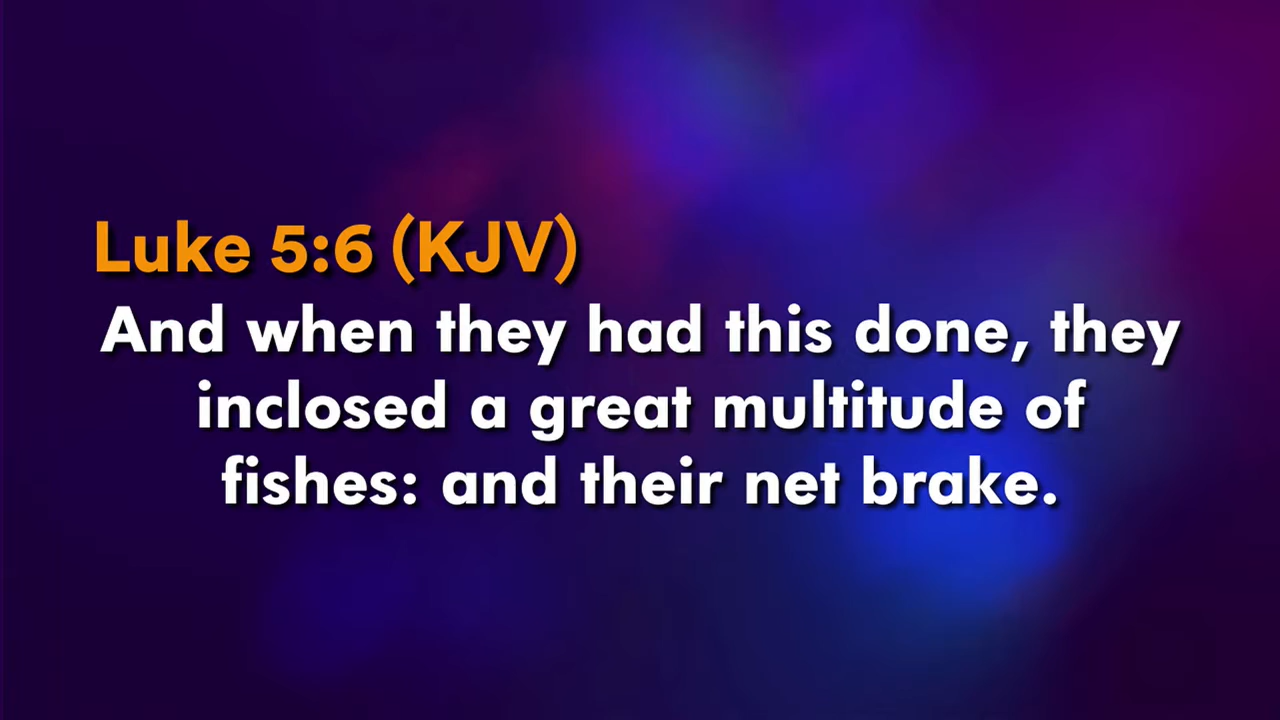 Luke 5:6 (KJV)
And when they had this done, they
inclosed a great multitude of
fishes: and their net brake.